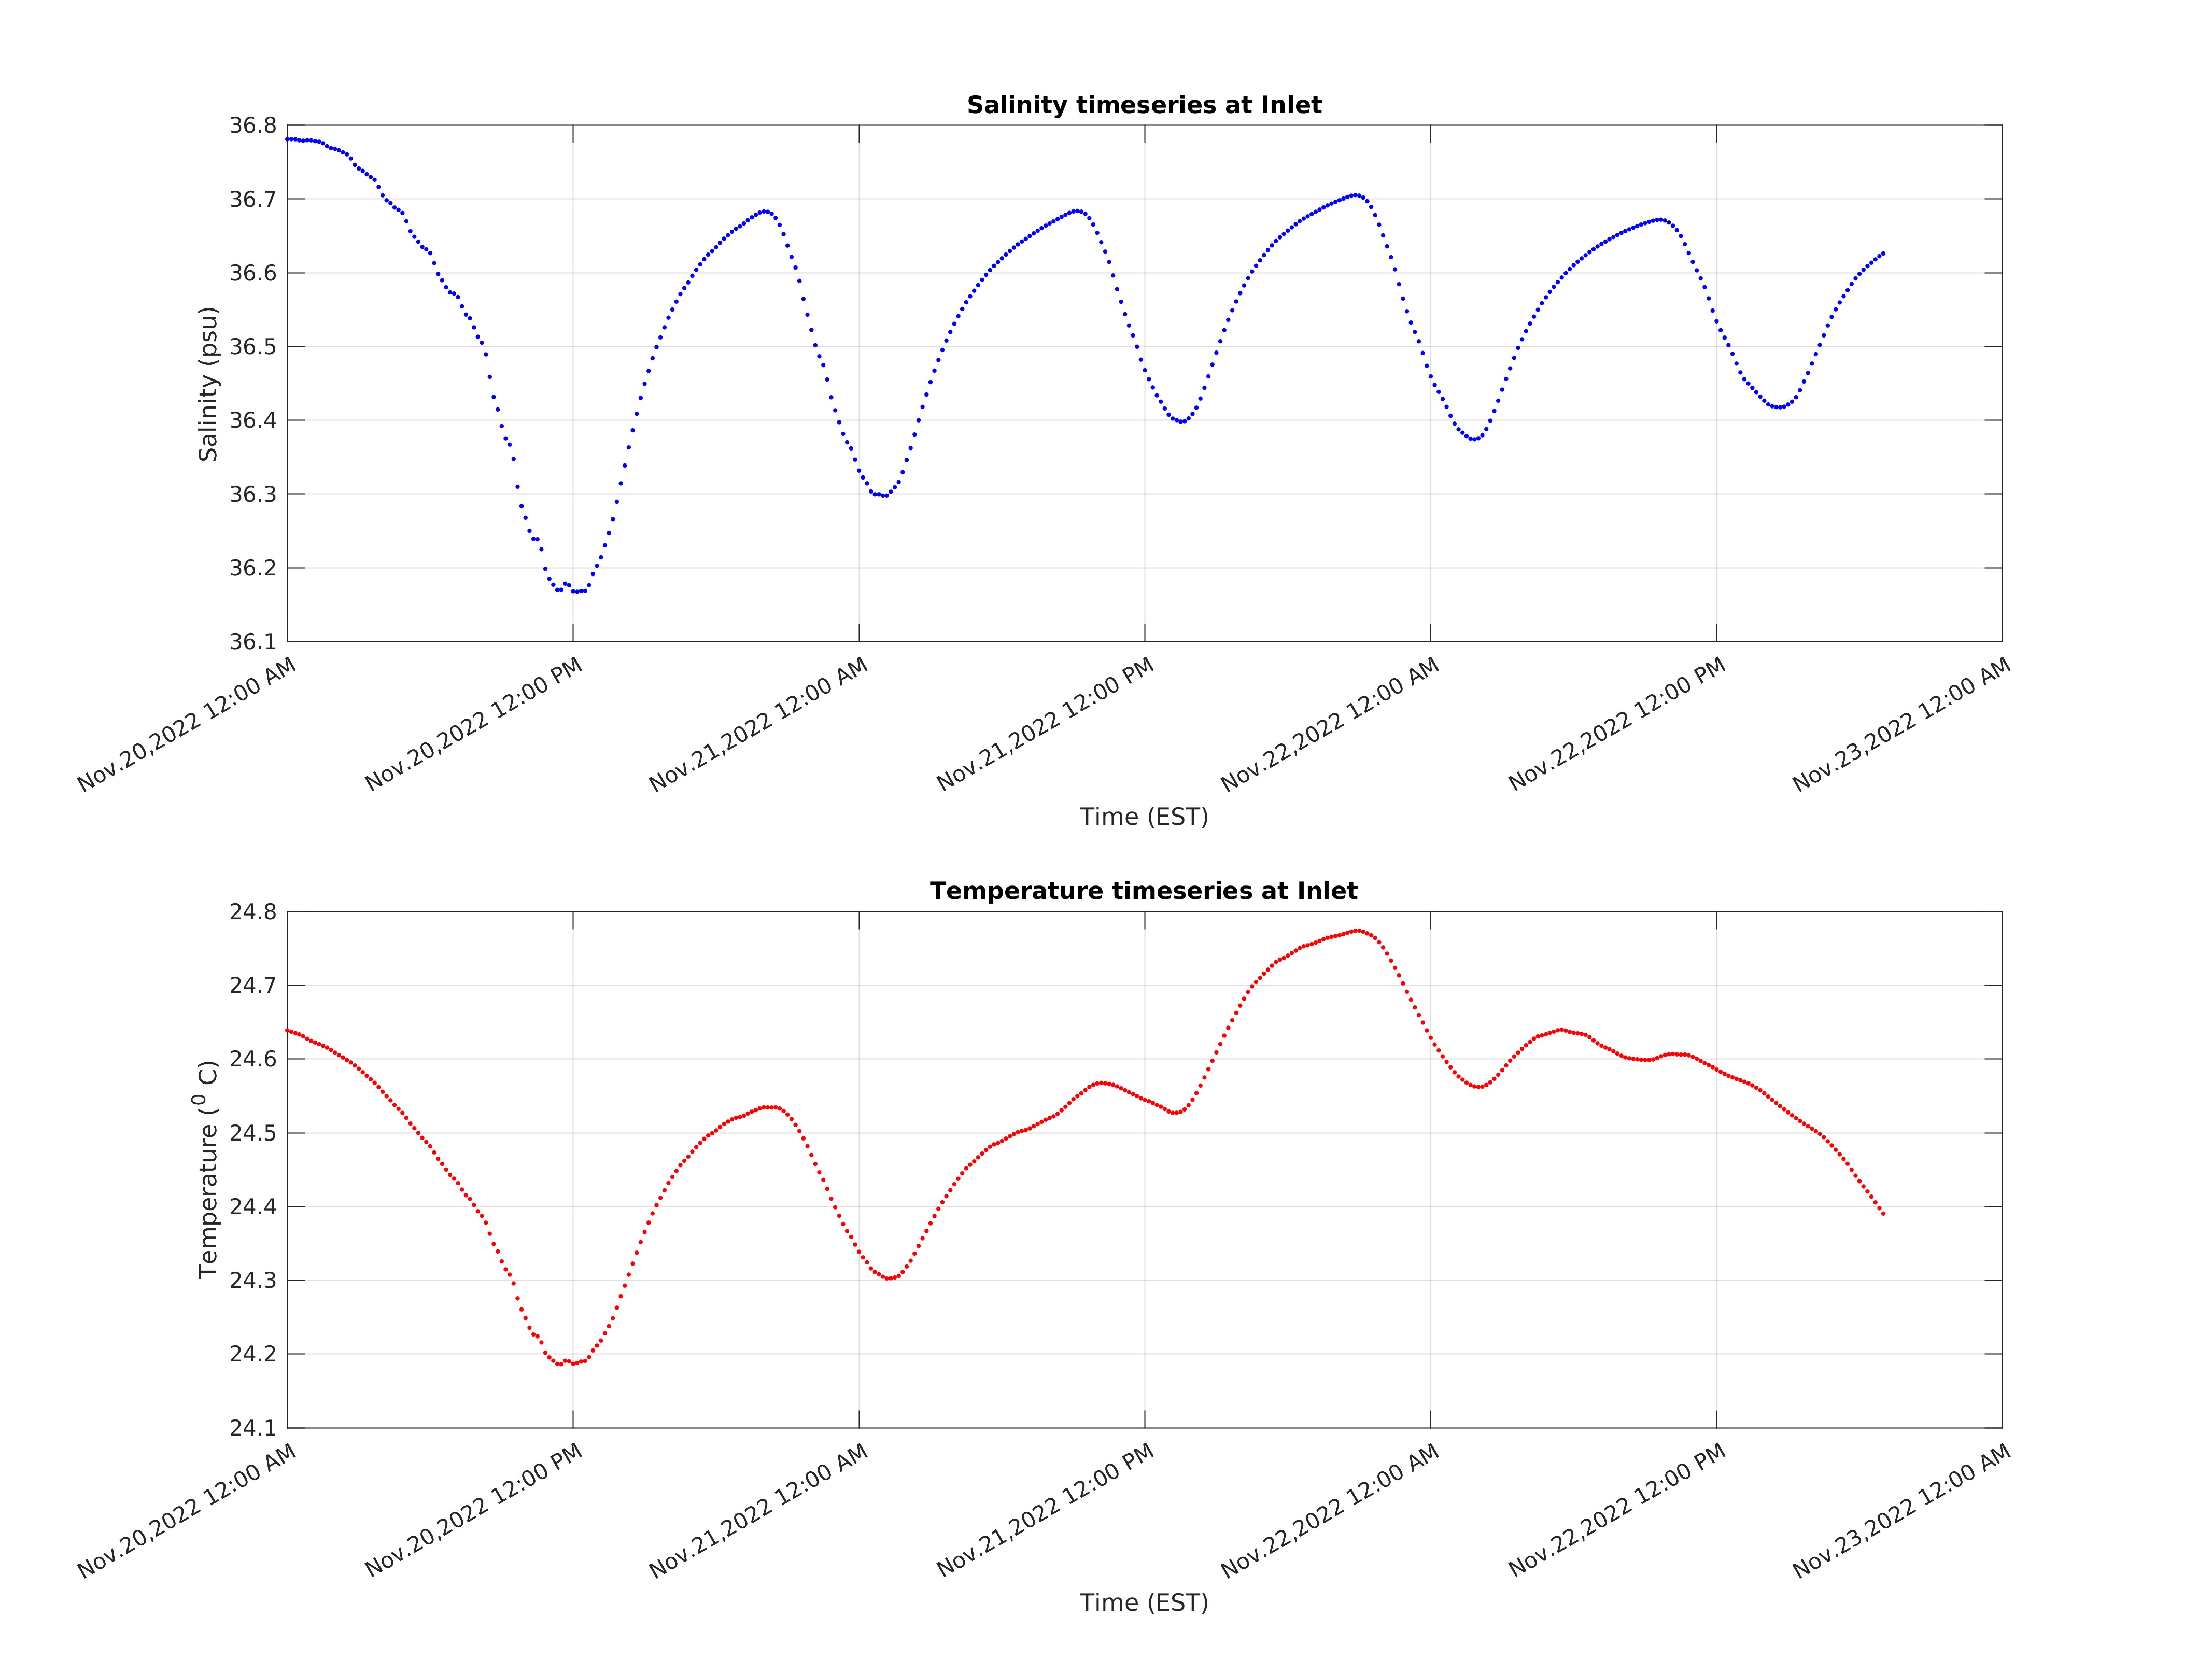 Salinity timeseries at Inlet
36.8
36.7
36.6
36.5
36.4
36.3
36.2
36.1
Salinity (psu)
Nov.20,2022 12:00 AM
Nov.20,2022 12:00 PM
Nov.21,2022 12:00 AM
Nov.21,2022 12:00 PM
Nov.22,2022 12:00 AM
Nov.22,2022 12:00 PM
Nov.23,2022 12:00 AM
Time (EST)
Temperature timeseries at Inlet
24.8
24.7
24.6
24.5
24.4
24.3
24.2
24.1
Temperature (⁰ C)
Nov.20,2022 12:00 AM
Nov.20,2022 12:00 PM
Nov.21,2022 12:00 AM
Nov.21,2022 12:00 PM
Nov.22,2022 12:00 AM
Nov.22,2022 12:00 PM
Nov.23,2022 12:00 AM
Time (EST)